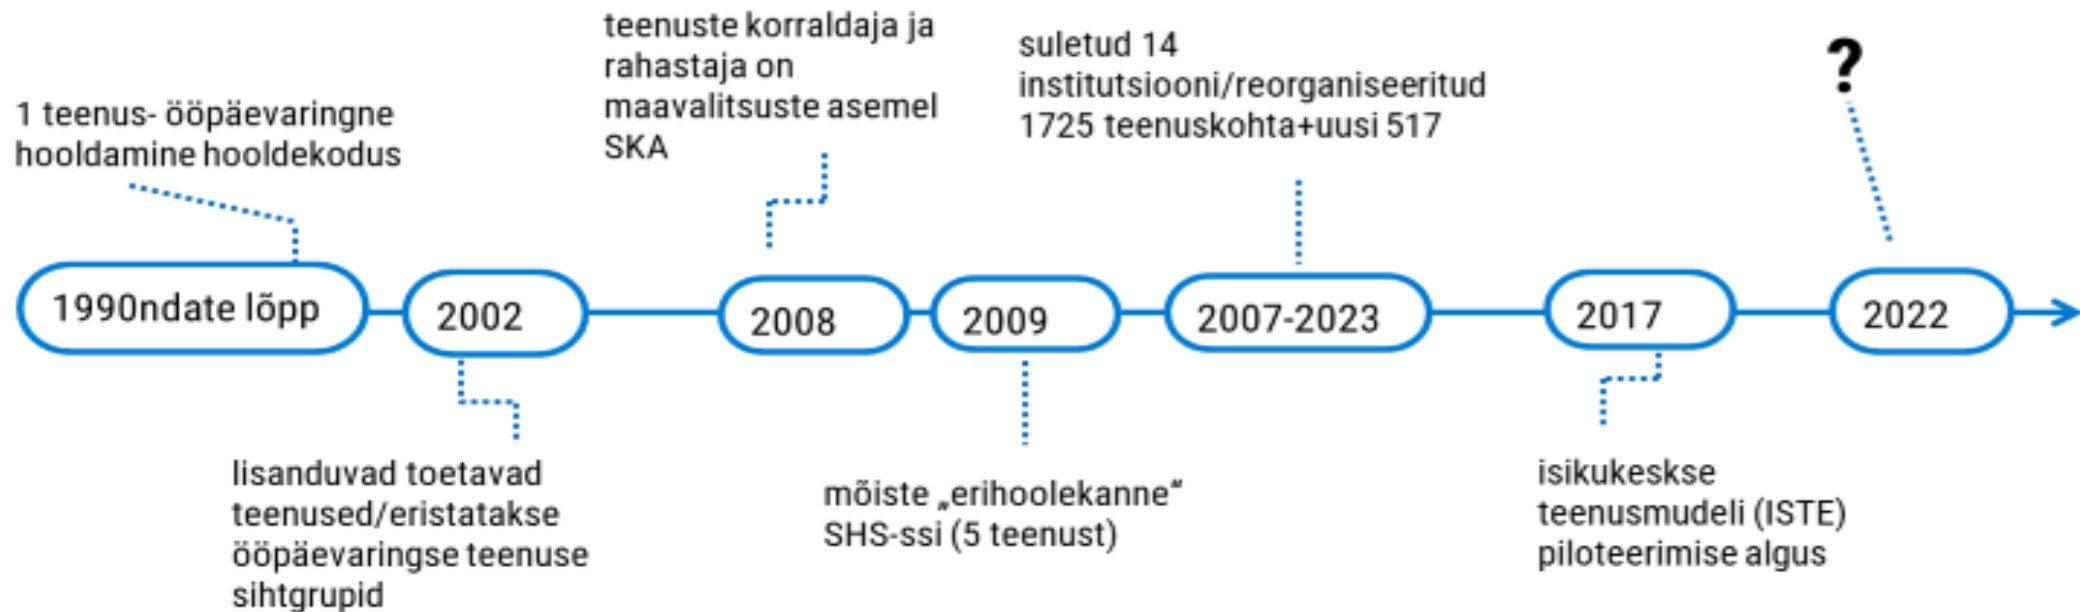 1 teenus- ööpäevaringne
hooldamine hooldekodus
teenuste korraldaja ja
rahastaja on
maavalitsuste asemel
SKA
suletud 14
institutsiooni/reorganiseeritud
1725 teenuskohta+uusi 517
?
1990ndate lõpp
2002
2008
2009
2007-2023
2017
2022
lisanduvad toetavad
teenused/eristatakse
ööpäevaringse teenuse
sihtgrupid
mõiste „erihoolekanne“
SHS-ssi (5 teenust)
isikukeskse
teenusmudeli (ISTE)
piloteerimise algus